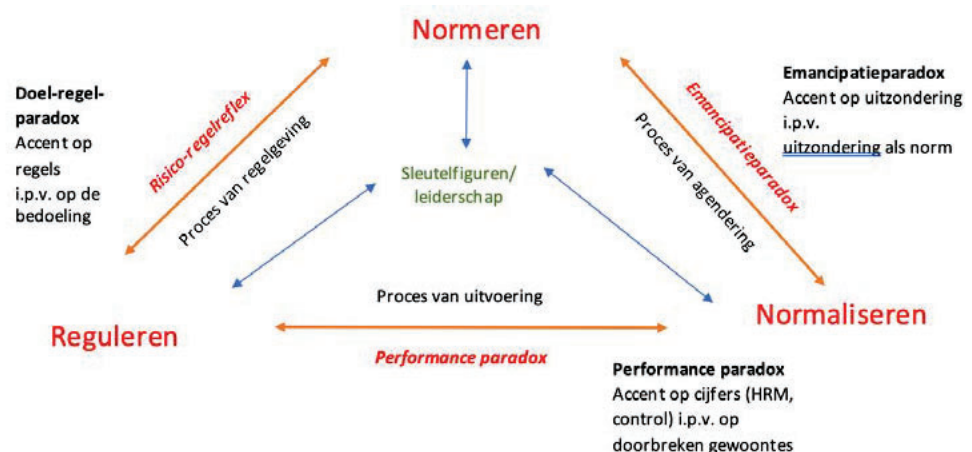 Normeren
Doel-regel-
paradox
Accent op
regels
i.p.v. op de
bedoeling
Risico-regelreflex
Proces van regelgeving
Sleutelfiguren/
leiderschap
Emancipatieparadox
Proces van agendering
Emancipatieparadox
Accent op uitzondering
i.p.v.
uitzondering als norm
Reguleren
Proces van uitvoering
Performance paradox
Normaliseren
Performance paradox
Accent op cijfers (HRM,
control) i.p.v. op
doorbreken gewoontes